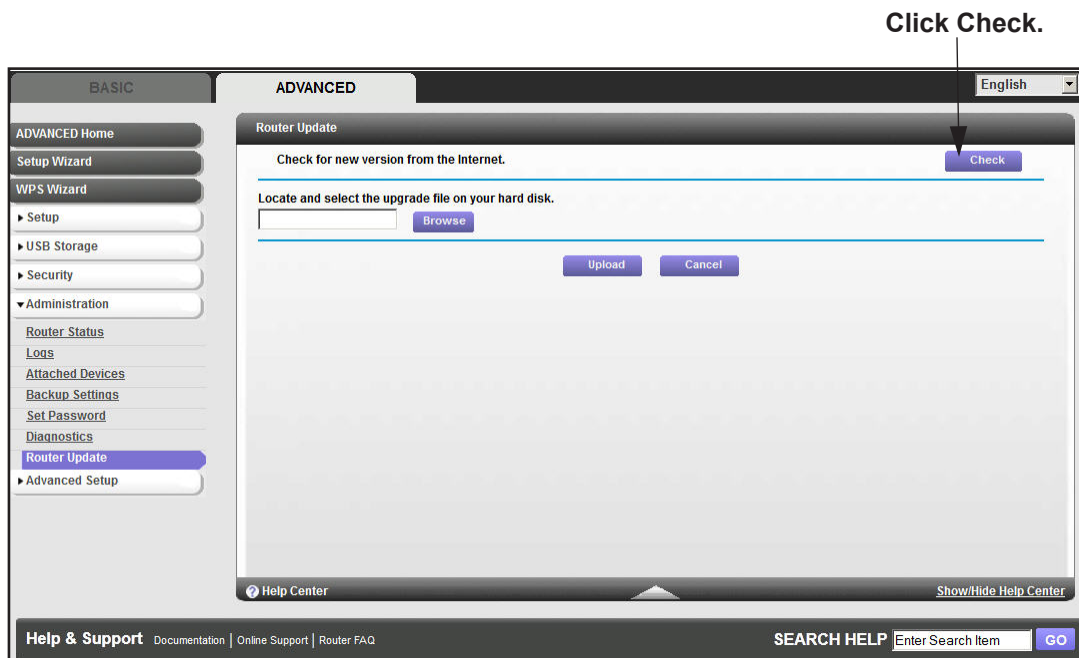 Click Check.
BASIC
ADVANCED
English
ADVANCED Home
Setup Wizard
WPS Wizard
Setup
USB Storage
Security
Administration
Router Status
Logs
Attached Devices
Backup Settings
Set Password
Diagnostics
Router Update
Advanced Setup
Router Update
Check for new version from the Internet.
Check
Locate and select the upgrade file on your hard disk.
Browse
Upload
Cancel
Help Center
Show/Hide Help Center
Help & Support Documentation | Online Support | Router FAQ
SEARCH HELP Enter Search Item GO